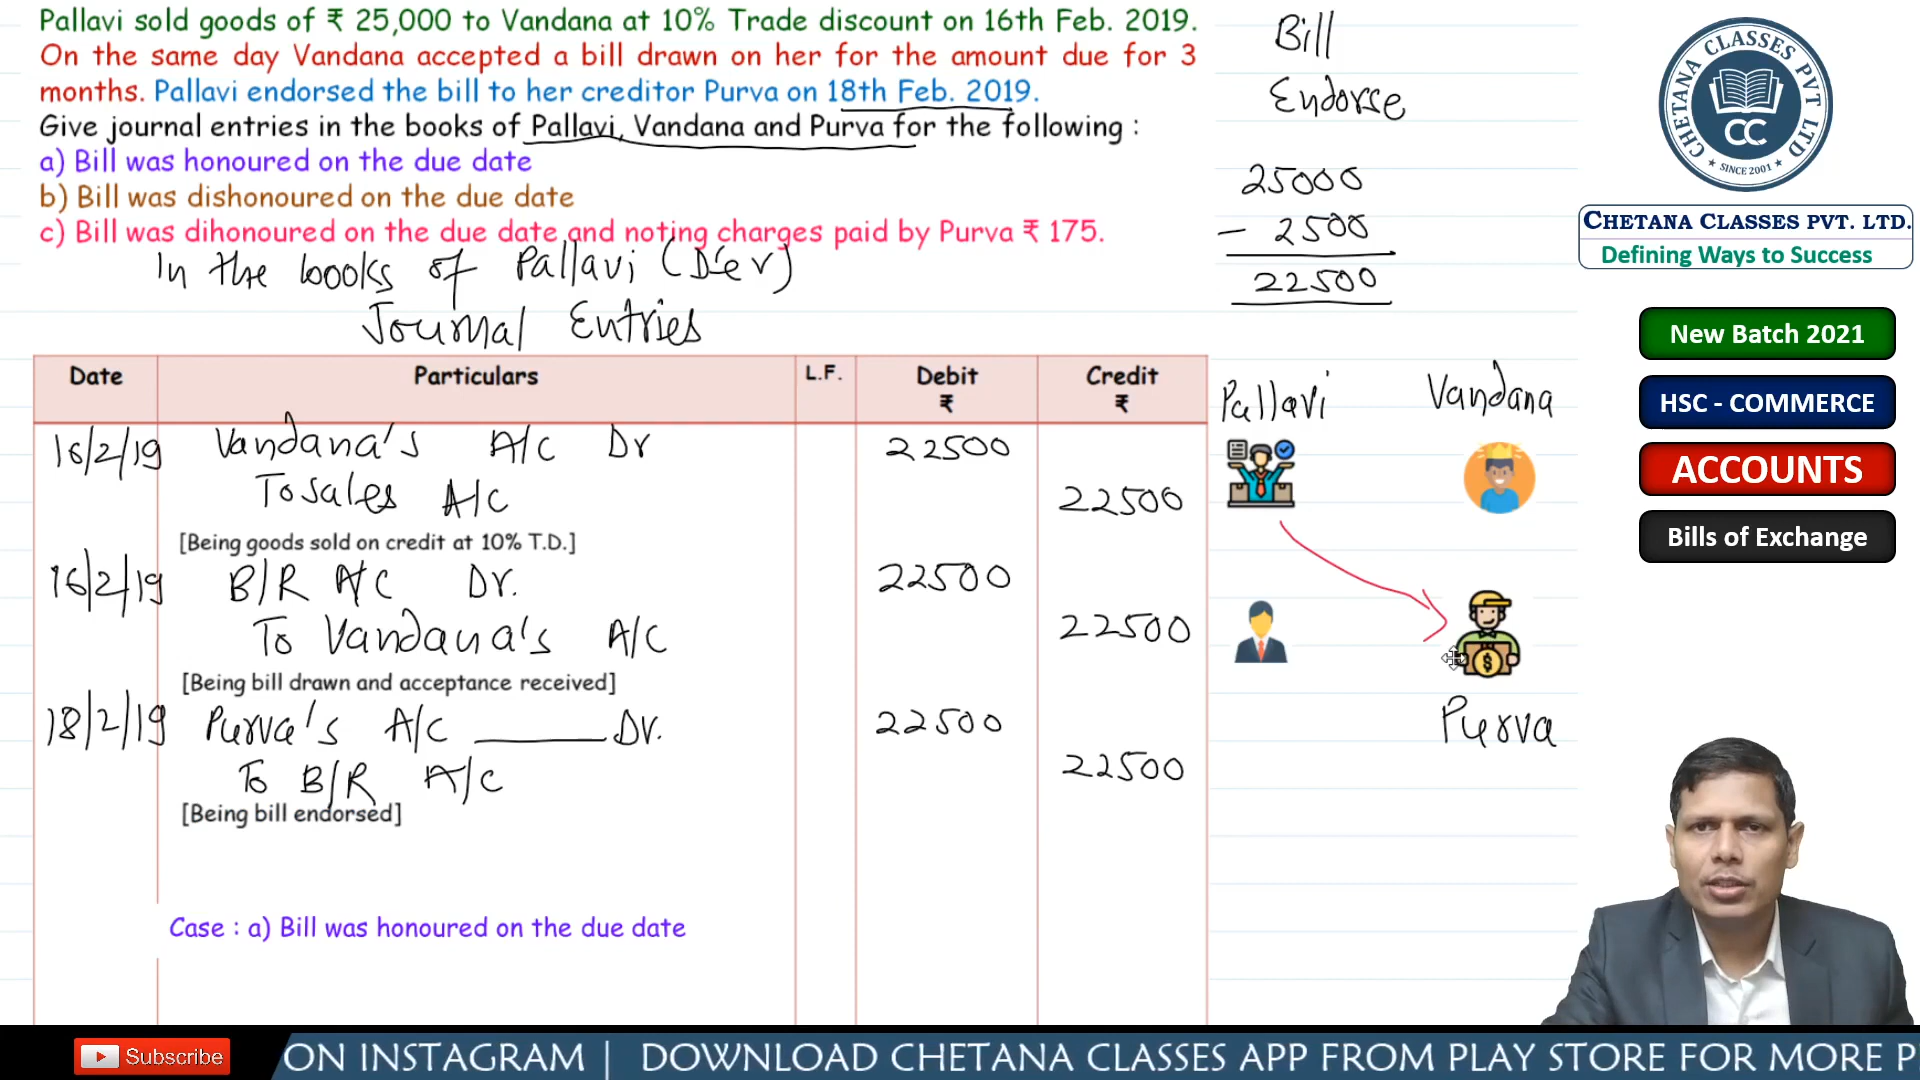 Pallavi sold goods of ₹ 25,000 to Vandana at 10% Trade discount on 16th Feb. 2019.
On the same day Vandana accepted a bill drawn on her for the amount due for 3
months. Pallavi endorsed the bill to her creditor Purva on 18th Feb. 2019.
Give journal entries in the books of Pallavi, Vandana and Purva for the following :
a) Bill was honoured on the due date
b) Bill was dishonoured on the due date
c) Bill was dihonoured on the due date and noting charges paid by Purva ₹ 175.
Bill
Endorse
25000
- 2500
22500
In the books of Pallavi (D'er)
Journal Entries
Date Particulars L.F. Debit ₹ Credit ₹
16/2/19 Vandana's A/C Dr 22500
To sales A/C 22500
[Being goods sold on credit at 10% T.D.]
16/2/19 B/R A/C Dr. 22500
To Vandana's A/C 22500
[Being bill drawn and acceptance received]
18/2/19 Purva's A/C Dr. 22500
To B/R A/C 22500
[Being bill endorsed]
Case : a) Bill was honoured on the due date
Pallavi Vandana
$
Purva
CHETANA CLASSES PVT LTD
CC
SINCE 2001
CHETANA CLASSES PVT. LTD.
Defining Ways to Success
New Batch 2021
HSC - COMMERCE
ACCOUNTS
Bills of Exchange
Subscribe
ON INSTAGRAM | DOWNLOAD CHETANA CLASSES APP FROM PLAY STORE FOR MORE P